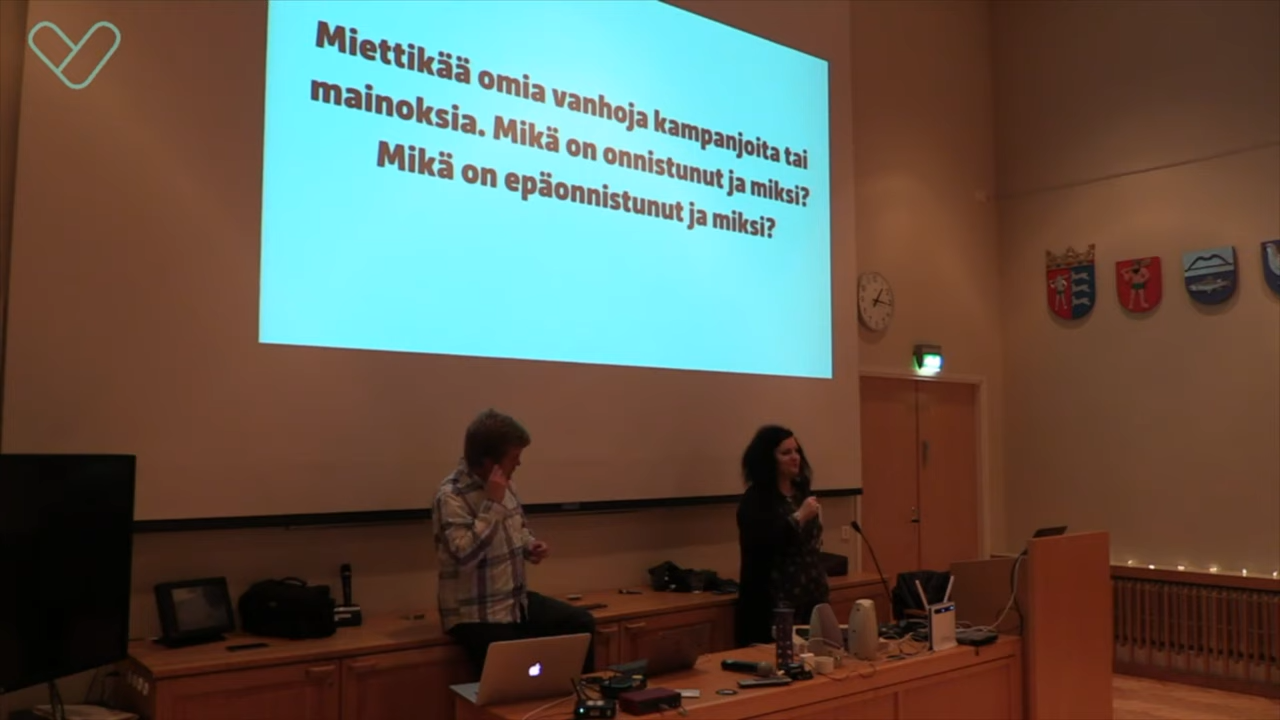 Miettikää omia vanhoja kampanjoita tai
mainoksia. Mikä on onnistunut ja miksi?
Mikä on epäonnistunut ja miksi?